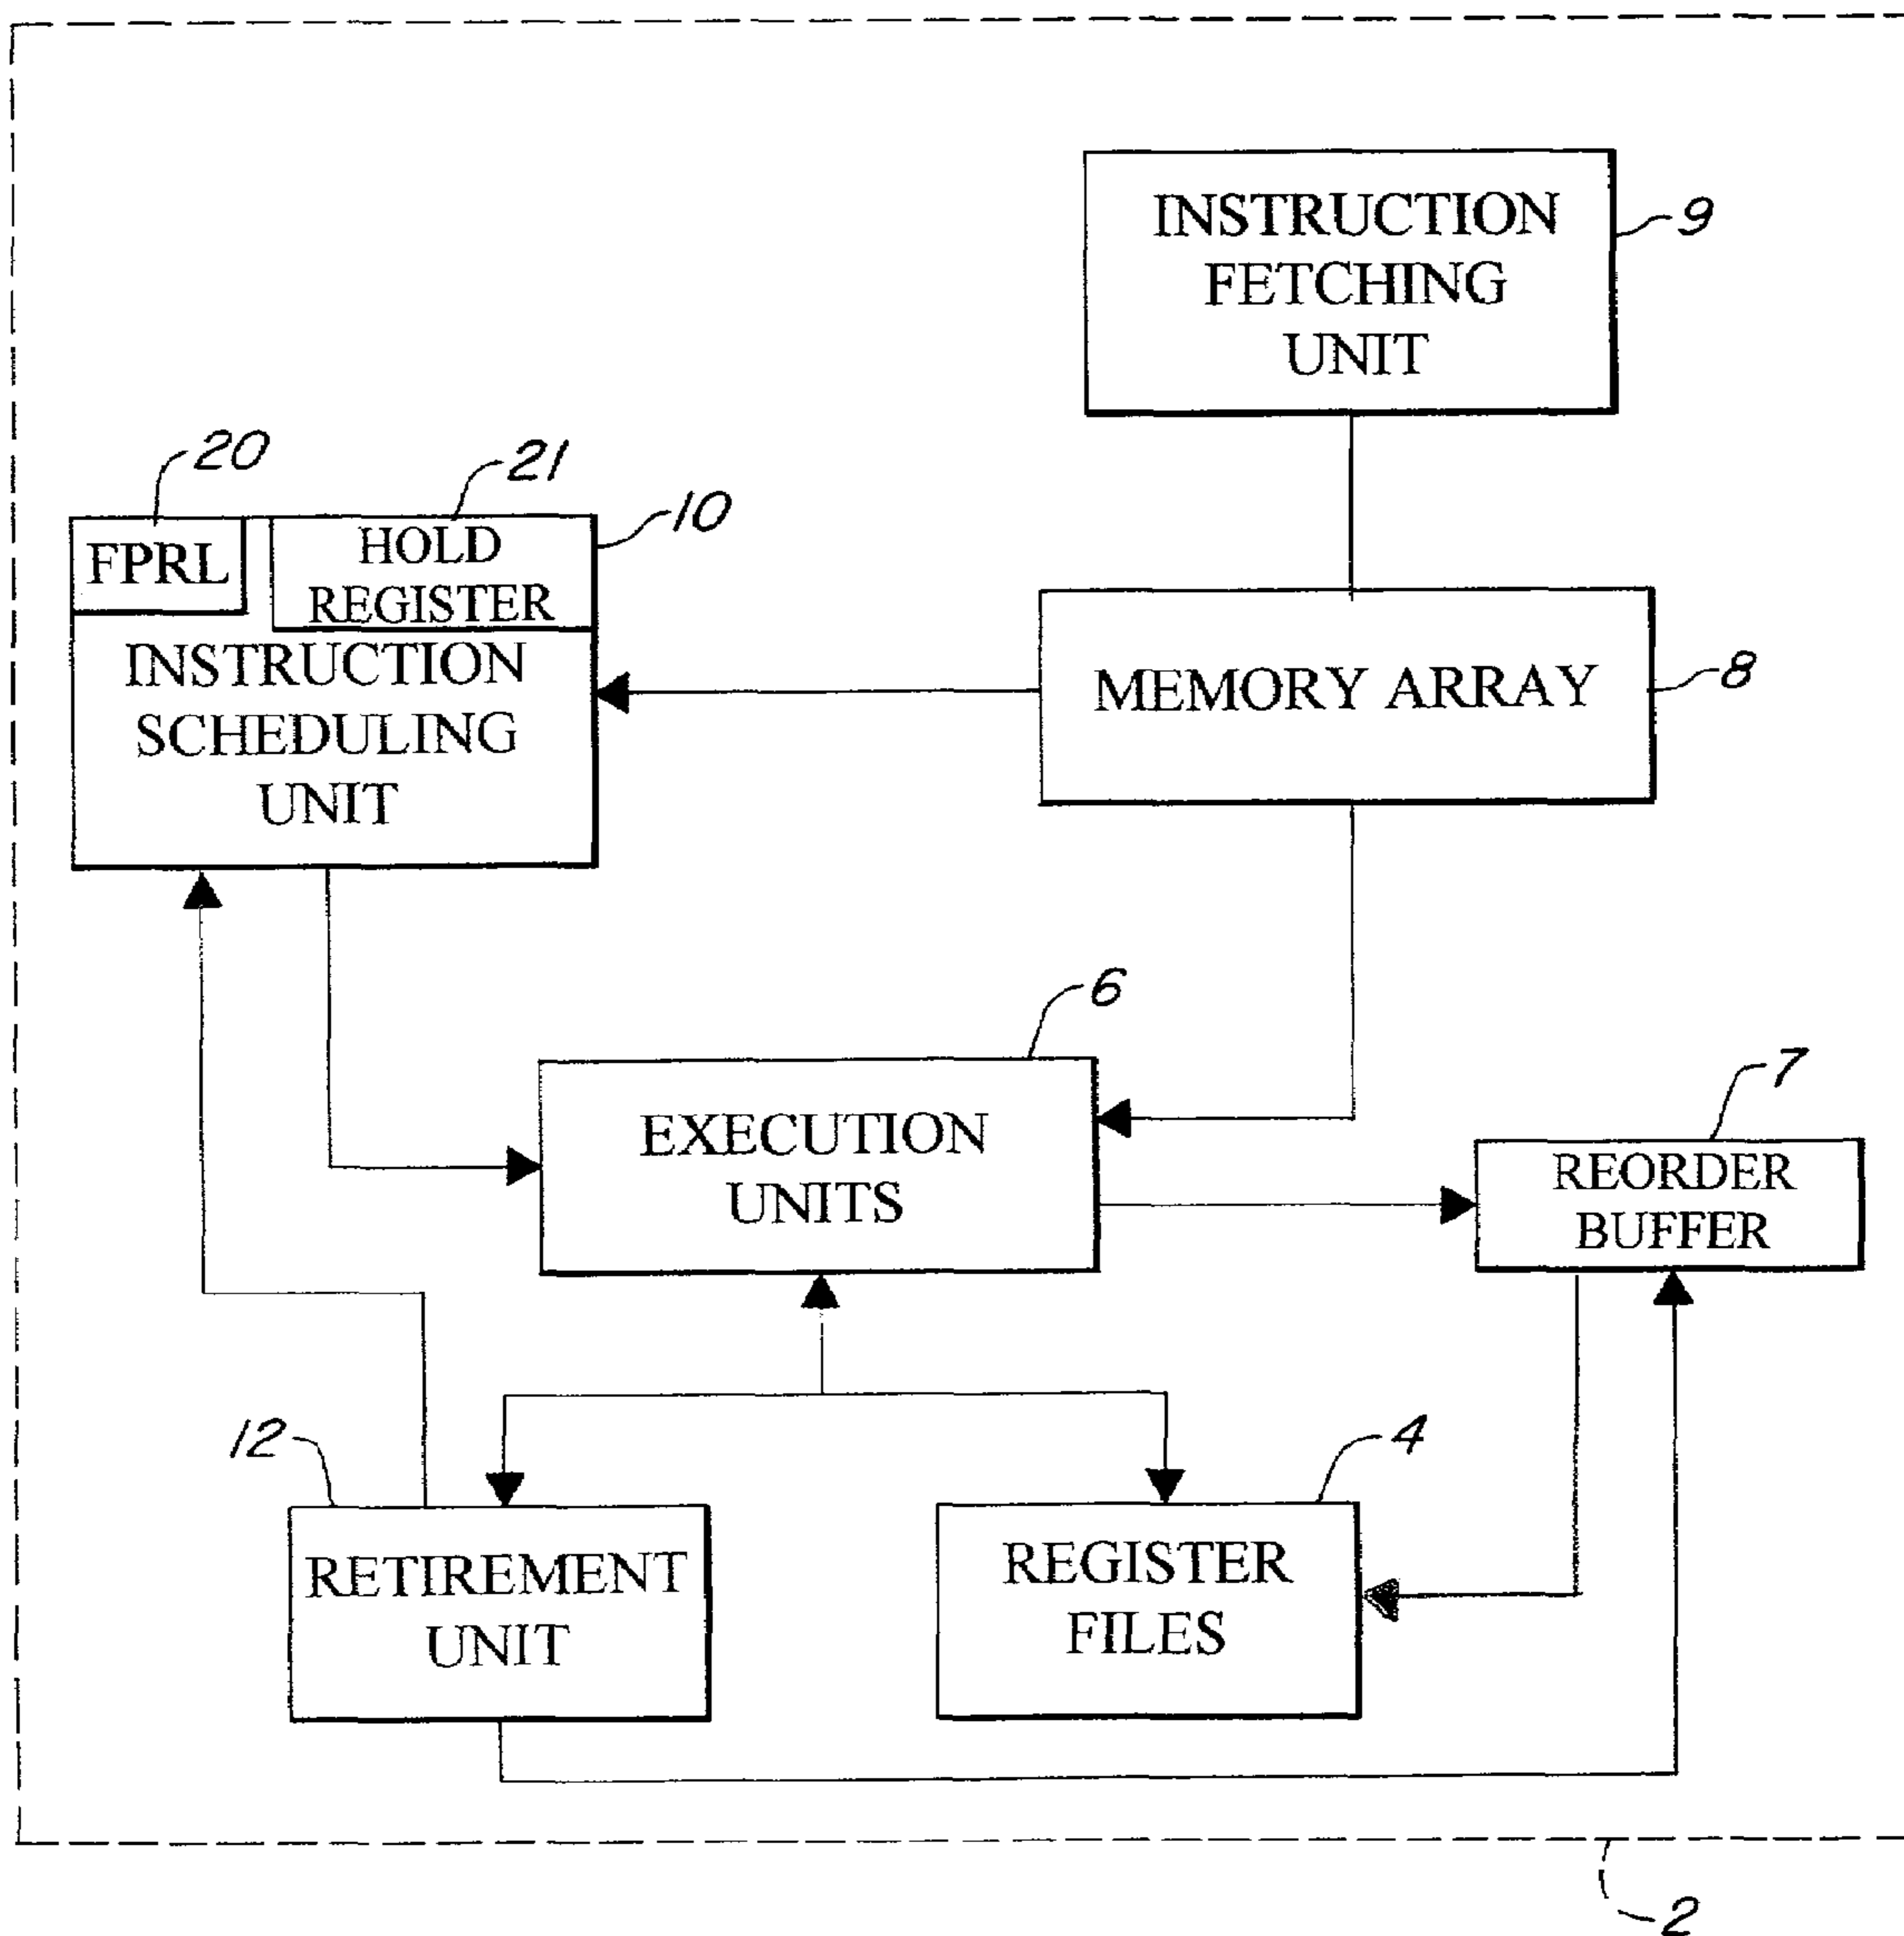 INSTRUCTION
FETCHING
UNIT
9
20
21
10
FPRL
HOLD
REGISTER
INSTRUCTION
SCHEDULING
UNIT
MEMORY ARRAY
8
6
EXECUTION
UNITS
7
REORDER
BUFFER
12
RETIREMENT
UNIT
4
REGISTER
FILES
2